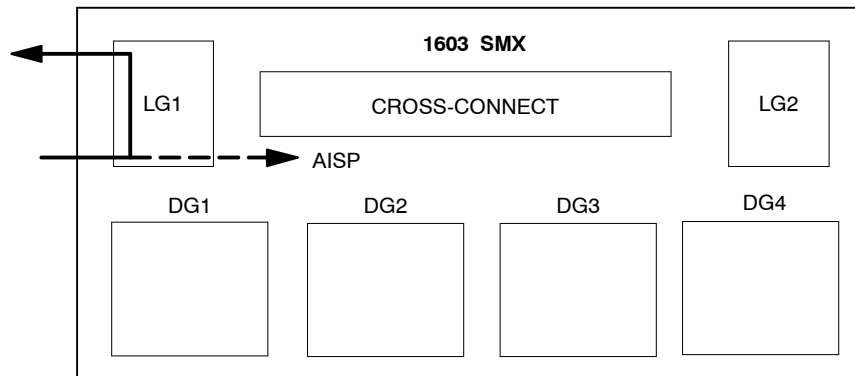 1603 SMX
LG1
CROSS-CONNECT
LG2
AISP
DG1
DG2
DG3
DG4